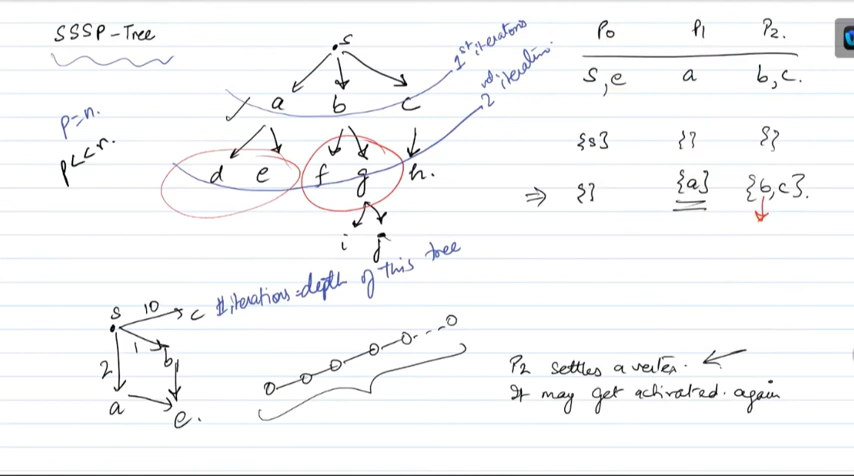 SSSP-Tree
s
1st iterations
a b c
2nd iteration
p=n.
p<<n.
d e f g h.
i j
#iterations=depth of this tree
P0 P1 P2.
s,e a b,c.
{s} {} {}
⇒ {} {a} {b,c}.
s 10 c
1
2 b
a e.
P2 settles a vertex.
It may get activated again